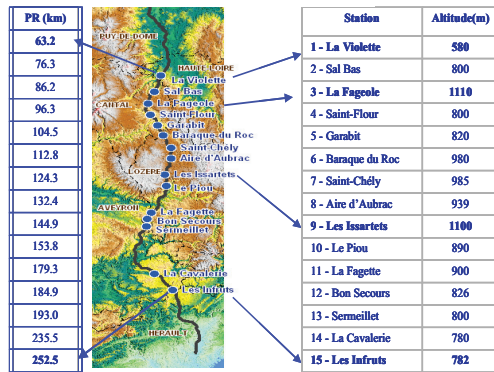 PR (km)
63.2
76.3
86.2
96.3
104.5
112.8
124.3
132.4
144.9
153.8
179.3
184.9
193.0
235.5
252.5
PUY-DE-DOME
HAUTE-LOIRE
La Violette
Sal Bas
CANTAL
La Fageole
Saint-Flour
Garabit
Baraque du Roc
Saint-Chély
Aire d'Aubrac
LOZERE
Les Issartets
Le Piou
AVEYRON
La Fagette
Bon Secours
Sermeillet
La Cavalerie
Les Infruts
HERAULT
Station Altitude(m)
1 - La Violette 580
2 - Sal Bas 800
3 - La Fageole 1110
4 - Saint-Flour 800
5 - Garabit 820
6 - Baraque du Roc 980
7 - Saint-Chély 985
8 - Aire d'Aubrac 939
9 - Les Issartets 1100
10 - Le Piou 890
11 - La Fagette 900
12 - Bon Secours 826
13 - Sermeillet 800
14 - La Cavalerie 780
15 - Les Infruts 782